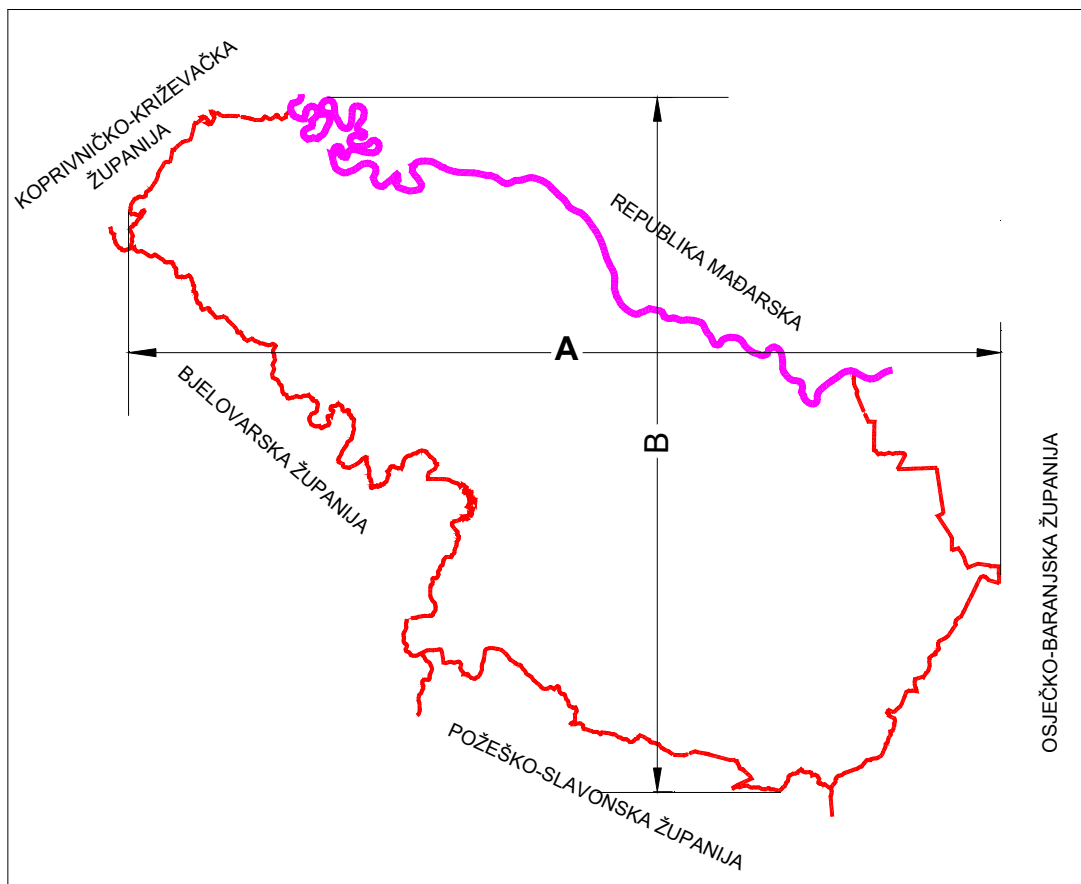 KOPRIVNIČKO-KRIŽEVAČKA
ŽUPANIJA
REPUBLIKA MAĐARSKA
A
BJELOVARSKA ŽUPANIJA
B
OSJEČKO-BARANJSKA ŽUPANIJA
POŽEŠKO-SLAVONSKA ŽUPANIJA